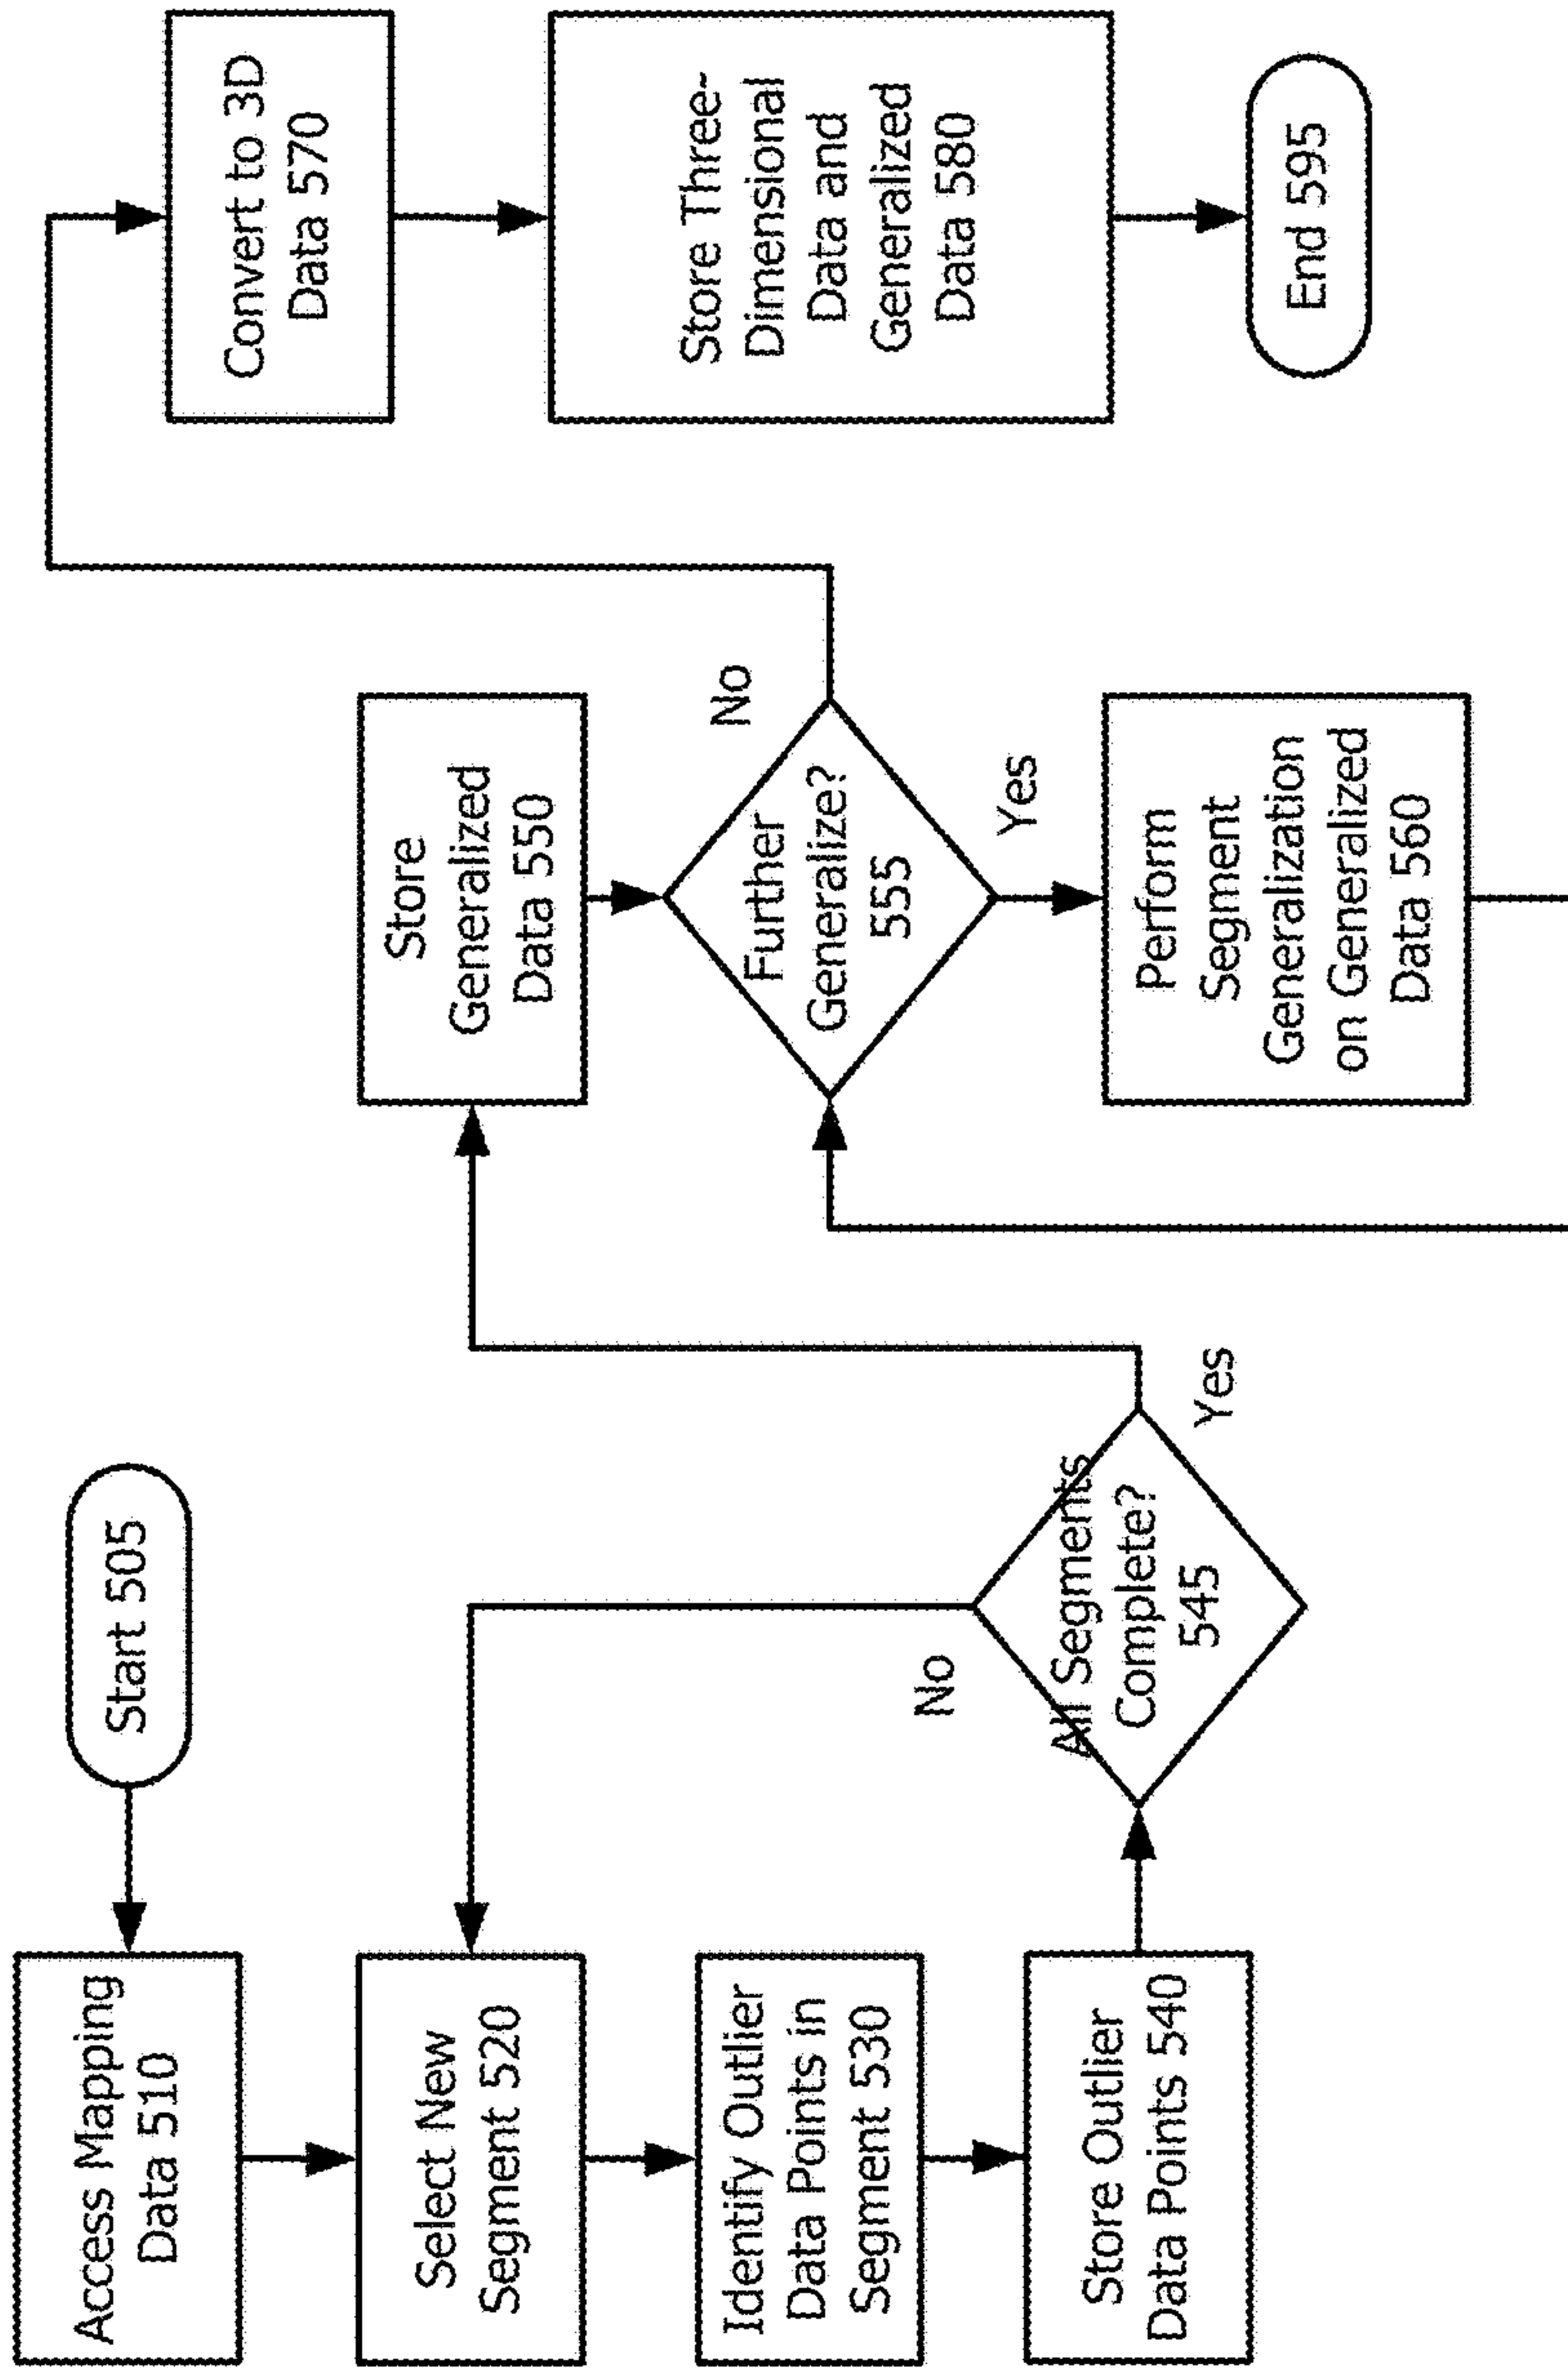 Start 505
Access Mapping
Data 510
Select New
Segment 520
Identify Outlier
Data Points in
Segment 530
Store Outlier
Data Points 540
All Segments
Complete?
545
No
Yes
Store
Generalized
Data 550
Further
Generalize?
555
No
Yes
Perform
Segment
Generalization
on Generalized
Data 560
Convert to 3D
Data 570
Store Three-
Dimensional
Data and
Generalized
Data 580
End 595